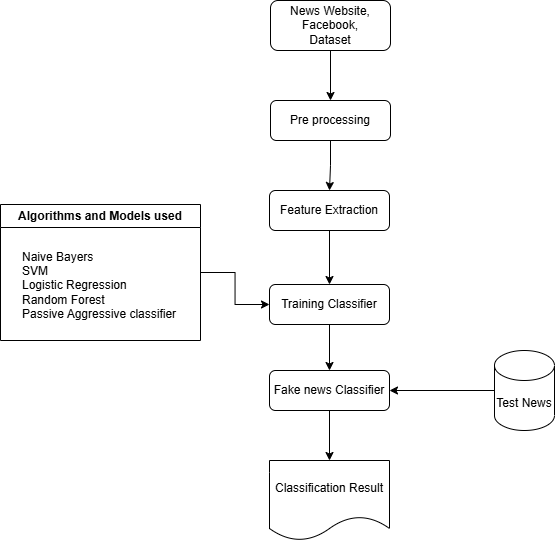 News Website,
Facebook,
Dataset
Pre processing
Feature Extraction
Algorithms and Models used
Naive Bayers
SVM
Logistic Regression
Random Forest
Passive Aggressive classifier
Training Classifier
Fake news Classifier
Test News
Classification Result